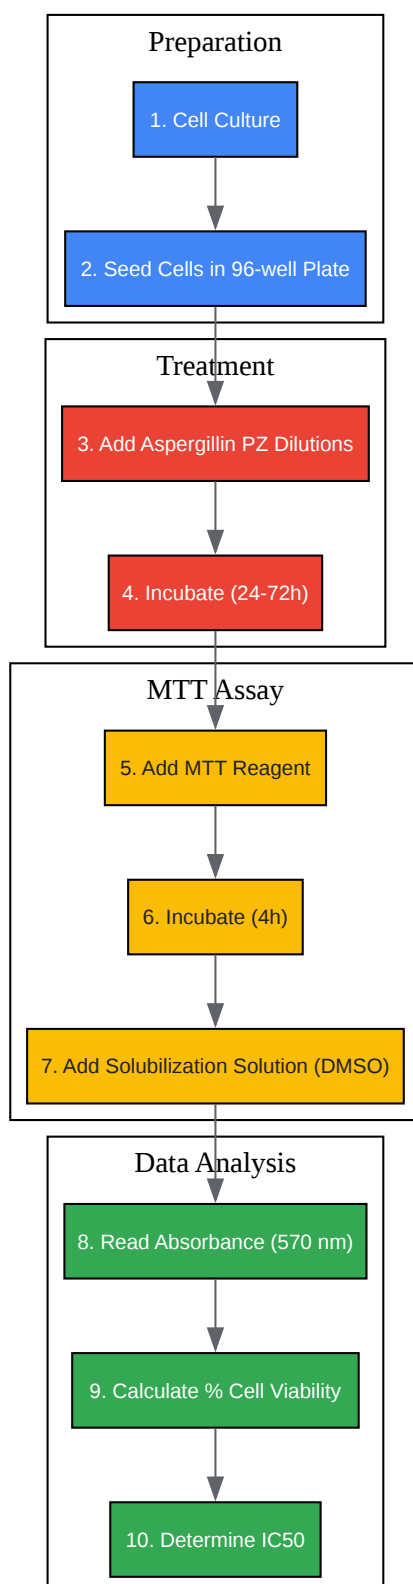 Preparation
1. Cell Culture
2. Seed Cells in 96-well Plate
Treatment
3. Add Aspergillin PZ Dilutions
4. Incubate (24-72h)
MTT Assay
5. Add MTT Reagent
6. Incubate (4h)
7. Add Solubilization Solution (DMSO)
Data Analysis
8. Read Absorbance (570 nm)
9. Calculate % Cell Viability
10. Determine IC50